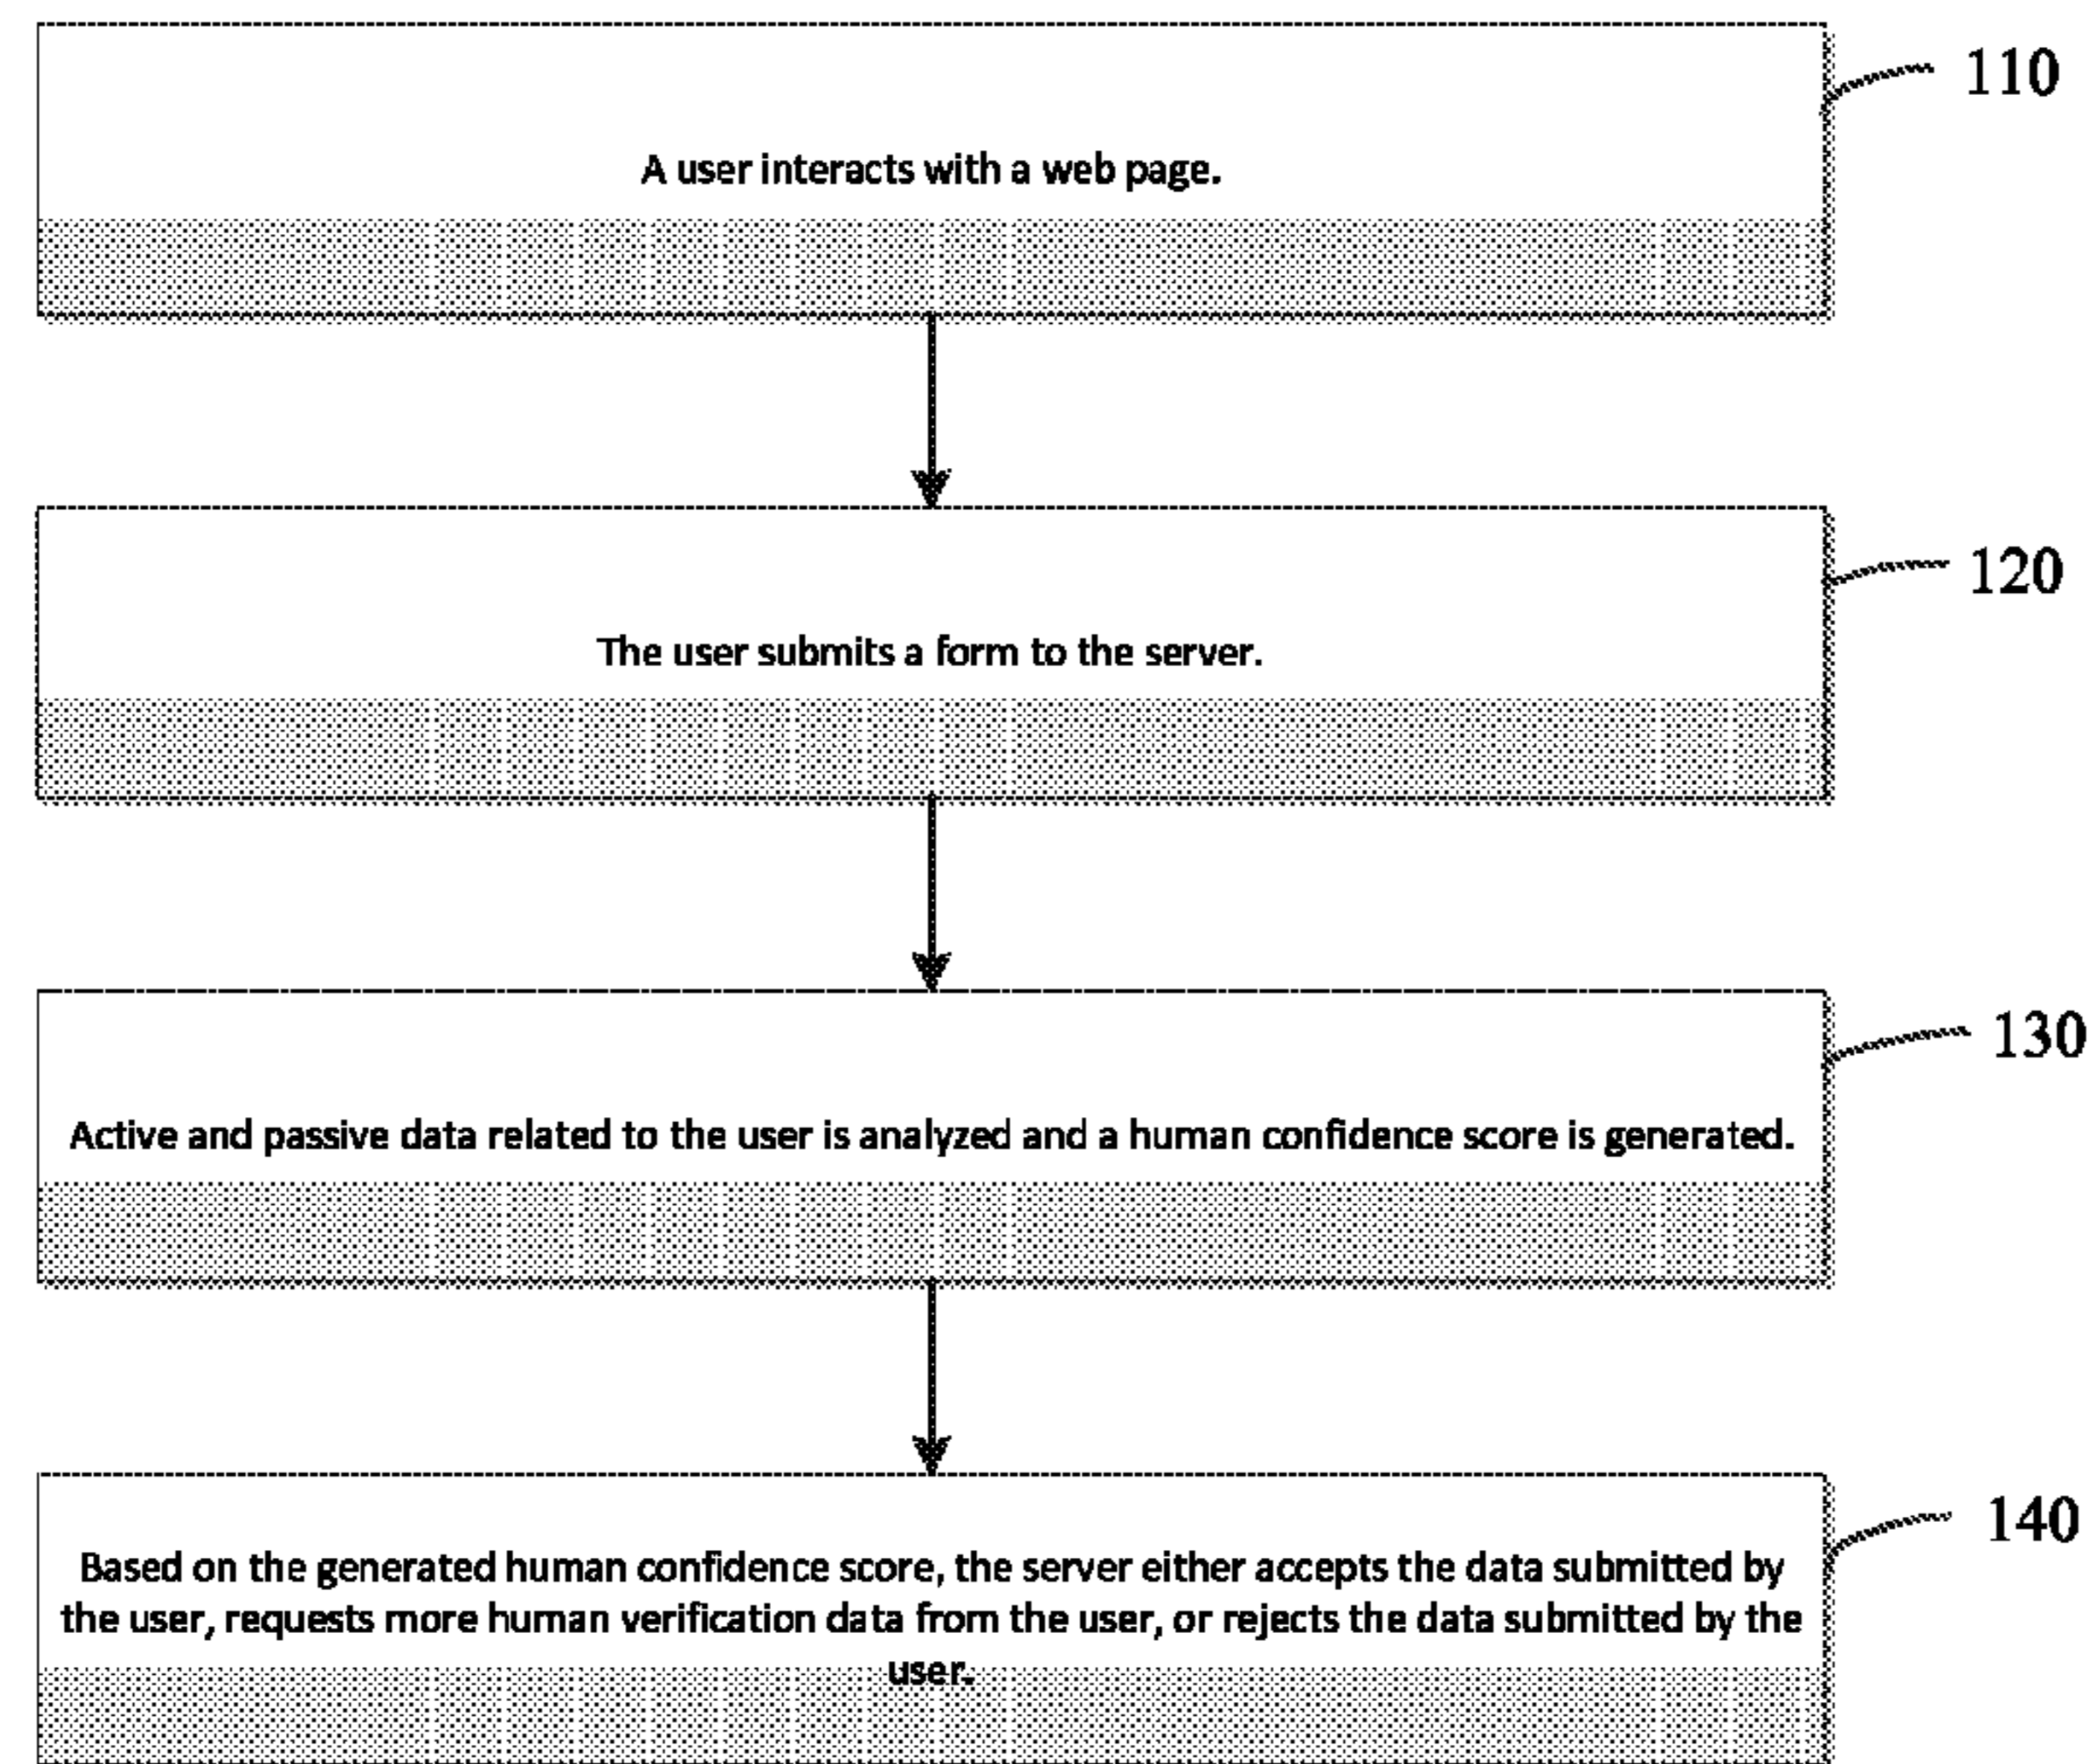 110
A user interacts with a web page.
120
The user submits a form to the server.
130
Active and passive data related to the user is analyzed and a human confidence score is generated.
140
Based on the generated human confidence score, the server either accepts the data submitted by
the user, requests more human verification data from the user, or rejects the data submitted by the
user.